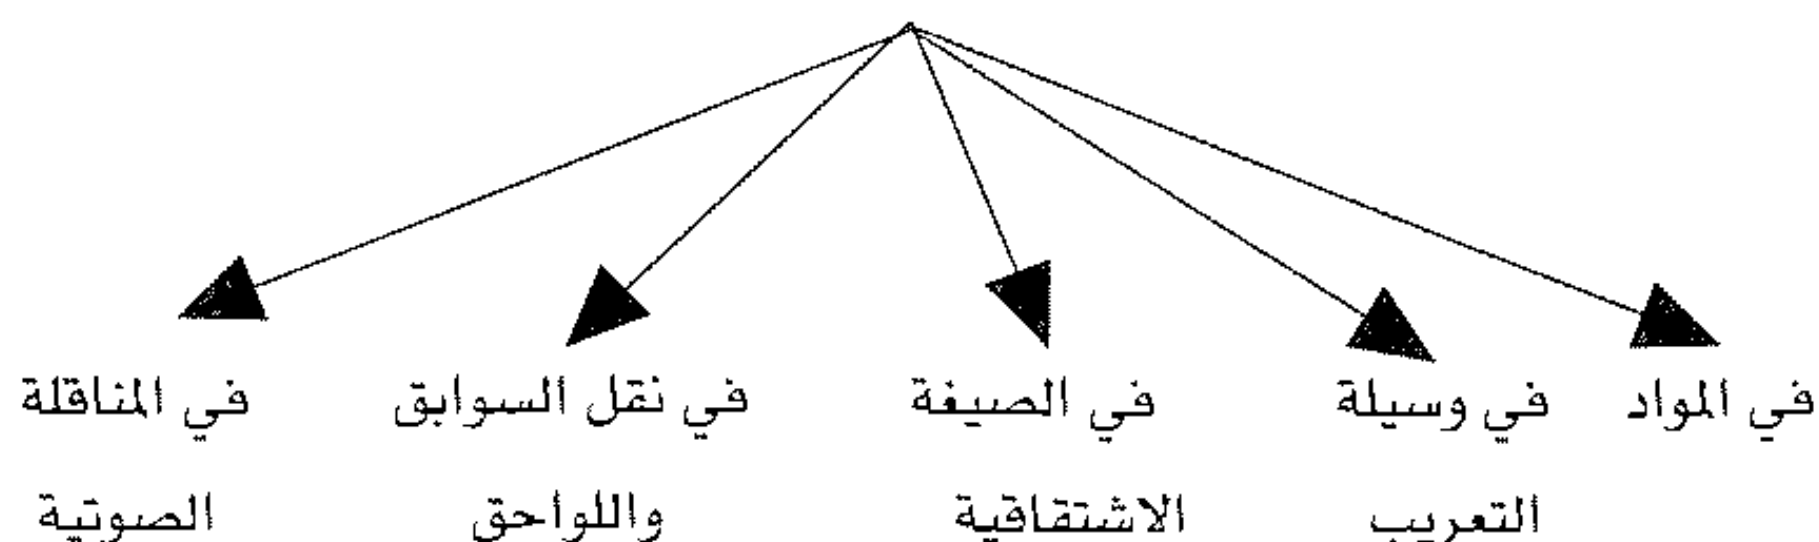 في المواد في وسيلة في الصيغة في نقل السوابق في المناقلة
التعريب الاشتقاقية واللواحق الصوتية